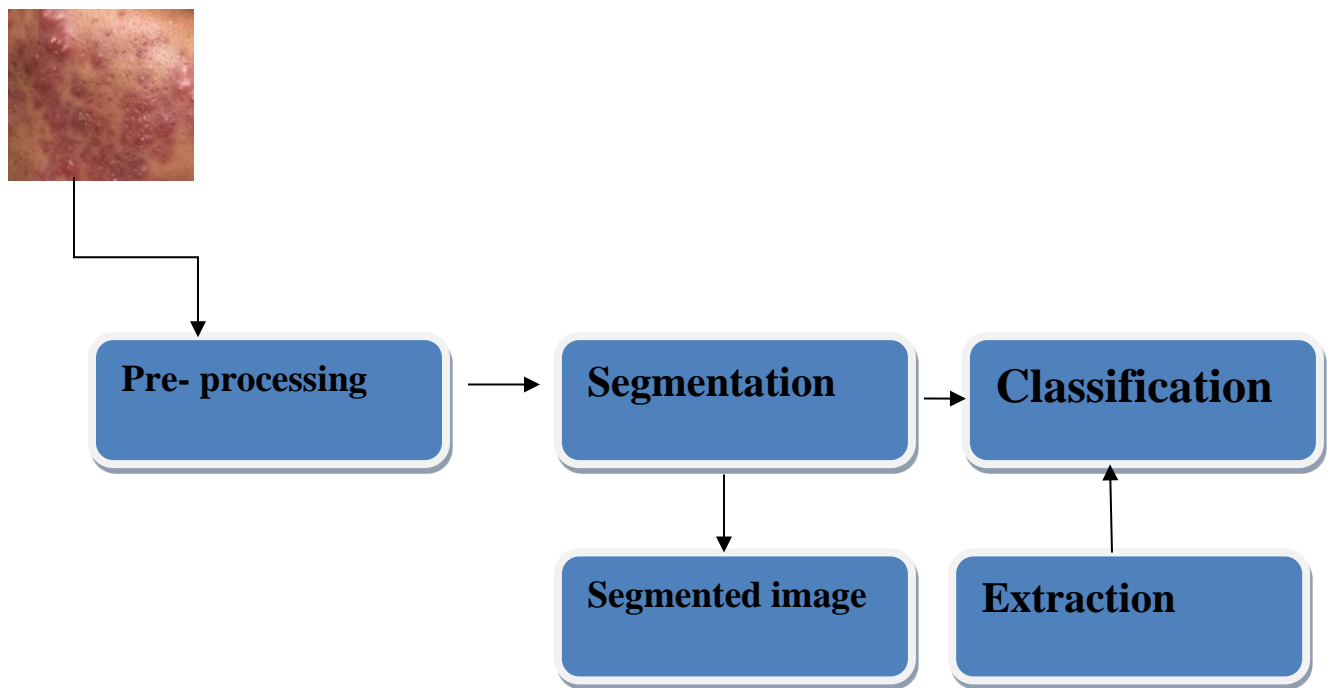 Pre- processing
Segmentation
Classification
Segmented image
Extraction